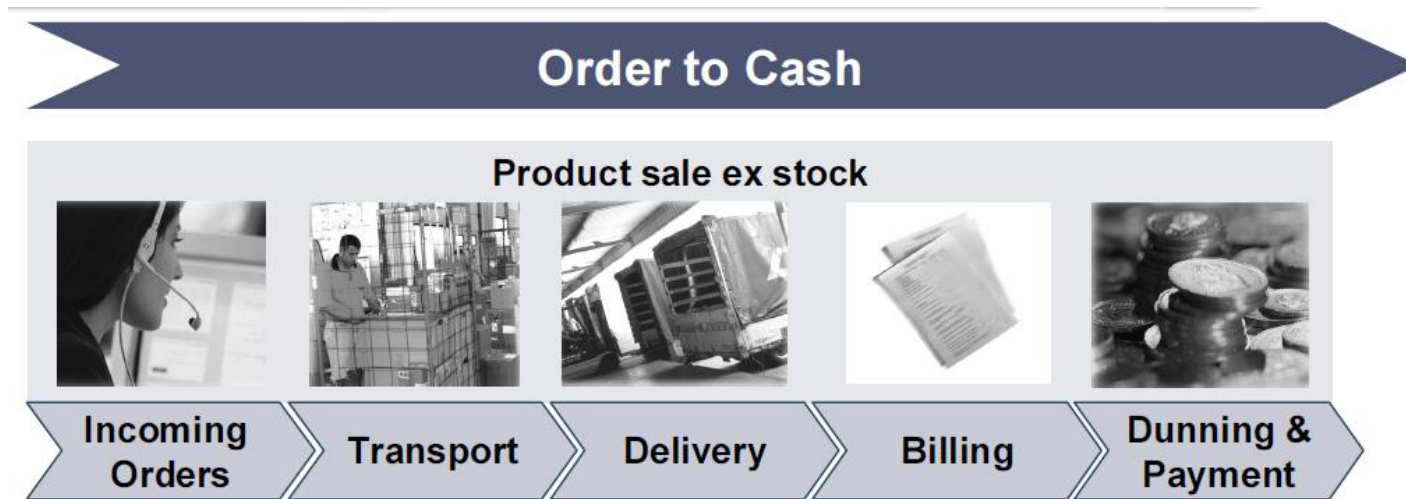 Order to Cash
Product sale ex stock
Incoming
Orders
Transport
Delivery
Billing
Dunning &
Payment